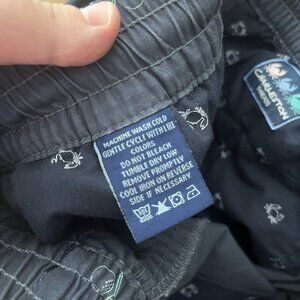 MACHINE WASH COLD
GENTLE CYCLE WITH LIKE
COLORS
DO NOT BLEACH
TUMBLE DRY LOW
REMOVE PROMPTLY
COOL IRON ON REVERSE
SIDE IF NECESSARY
CASTLETON